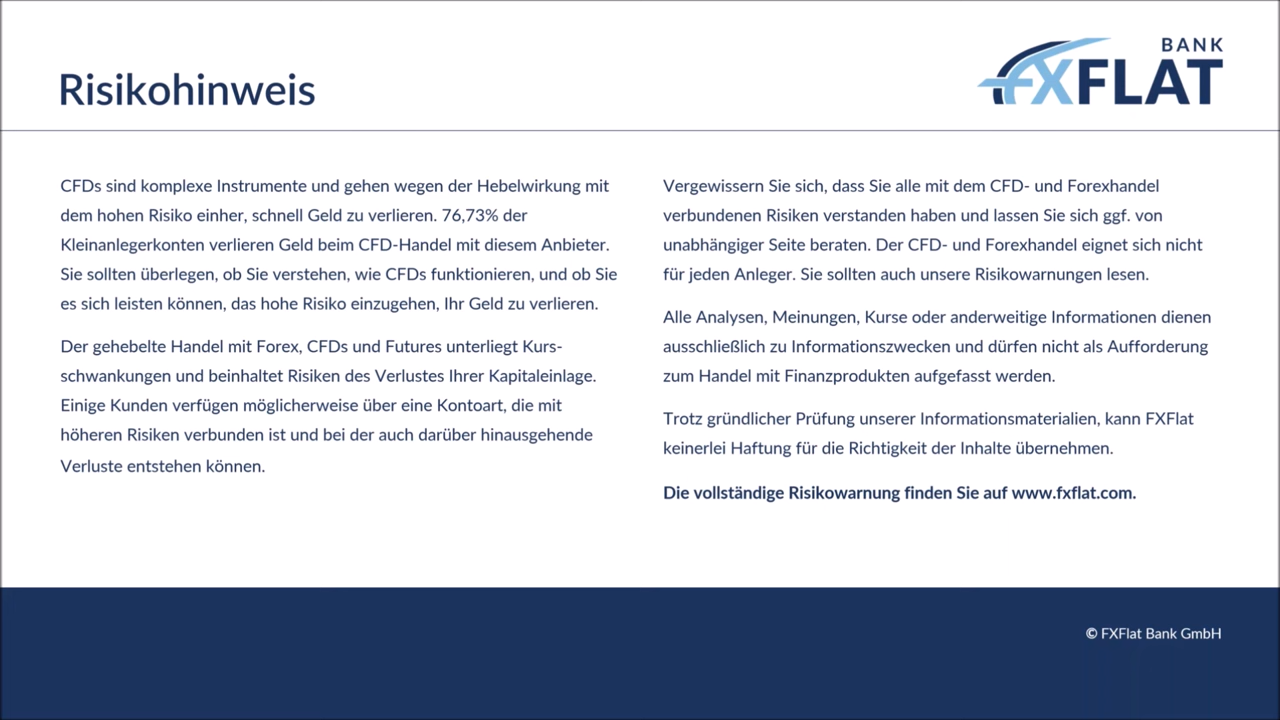 Risikohinweis
BANK
FXFLAT
CFDs sind komplexe Instrumente und gehen wegen der Hebelwirkung mit
dem hohen Risiko einher, schnell Geld zu verlieren. 76,73% der
Kleinanlegerkonten verlieren Geld beim CFD-Handel mit diesem Anbieter.
Sie sollten überlegen, ob Sie verstehen, wie CFDs funktionieren, und ob Sie
es sich leisten können, das hohe Risiko einzugehen, Ihr Geld zu verlieren.
Der gehebelte Handel mit Forex, CFDs und Futures unterliegt Kurs-
schwankungen und beinhaltet Risiken des Verlustes Ihrer Kapitaleinlage.
Einige Kunden verfügen möglicherweise über eine Kontoart, die mit
höheren Risiken verbunden ist und bei der auch darüber hinausgehende
Verluste entstehen können.
Vergewissern Sie sich, dass Sie alle mit dem CFD- und Forexhandel
verbundenen Risiken verstanden haben und lassen Sie sich ggf. von
unabhängiger Seite beraten. Der CFD- und Forexhandel eignet sich nicht
für jeden Anleger. Sie sollten auch unsere Risikowarnungen lesen.
Alle Analysen, Meinungen, Kurse oder anderweitige Informationen dienen
ausschließlich zu Informationszwecken und dürfen nicht als Aufforderung
zum Handel mit Finanzprodukten aufgefasst werden.
Trotz gründlicher Prüfung unserer Informationsmaterialien, kann FXFlat
keinerlei Haftung für die Richtigkeit der Inhalte übernehmen.
Die vollständige Risikowarnung finden Sie auf www.fxflat.com.
© FXFlat Bank GmbH